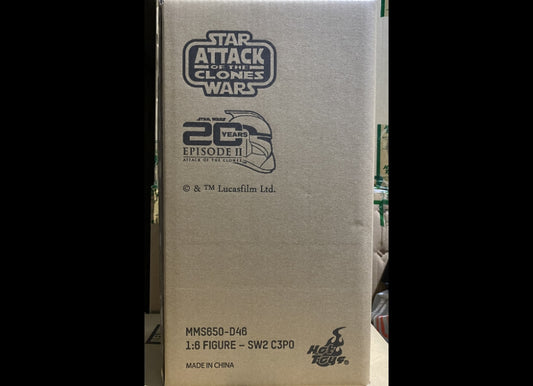 STAR
ATTACK
OF THE
CLONES
WARS
STAR WARS
20 YEARS
EPISODE II
ATTACK OF THE CLONES
© & ™ Lucasfilm Ltd.
MMS650-D46
1:6 FIGURE – SW2 C3PO
Hot
Toys®
MADE IN CHINA